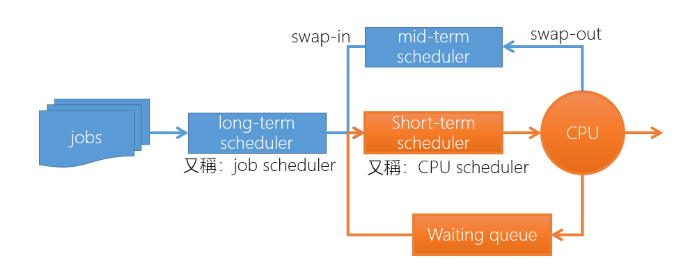 swap-in
mid-term
scheduler
swap-out
jobs
long-term
scheduler
又稱：job scheduler
Short-term
scheduler
又稱：CPU scheduler
CPU
Waiting queue